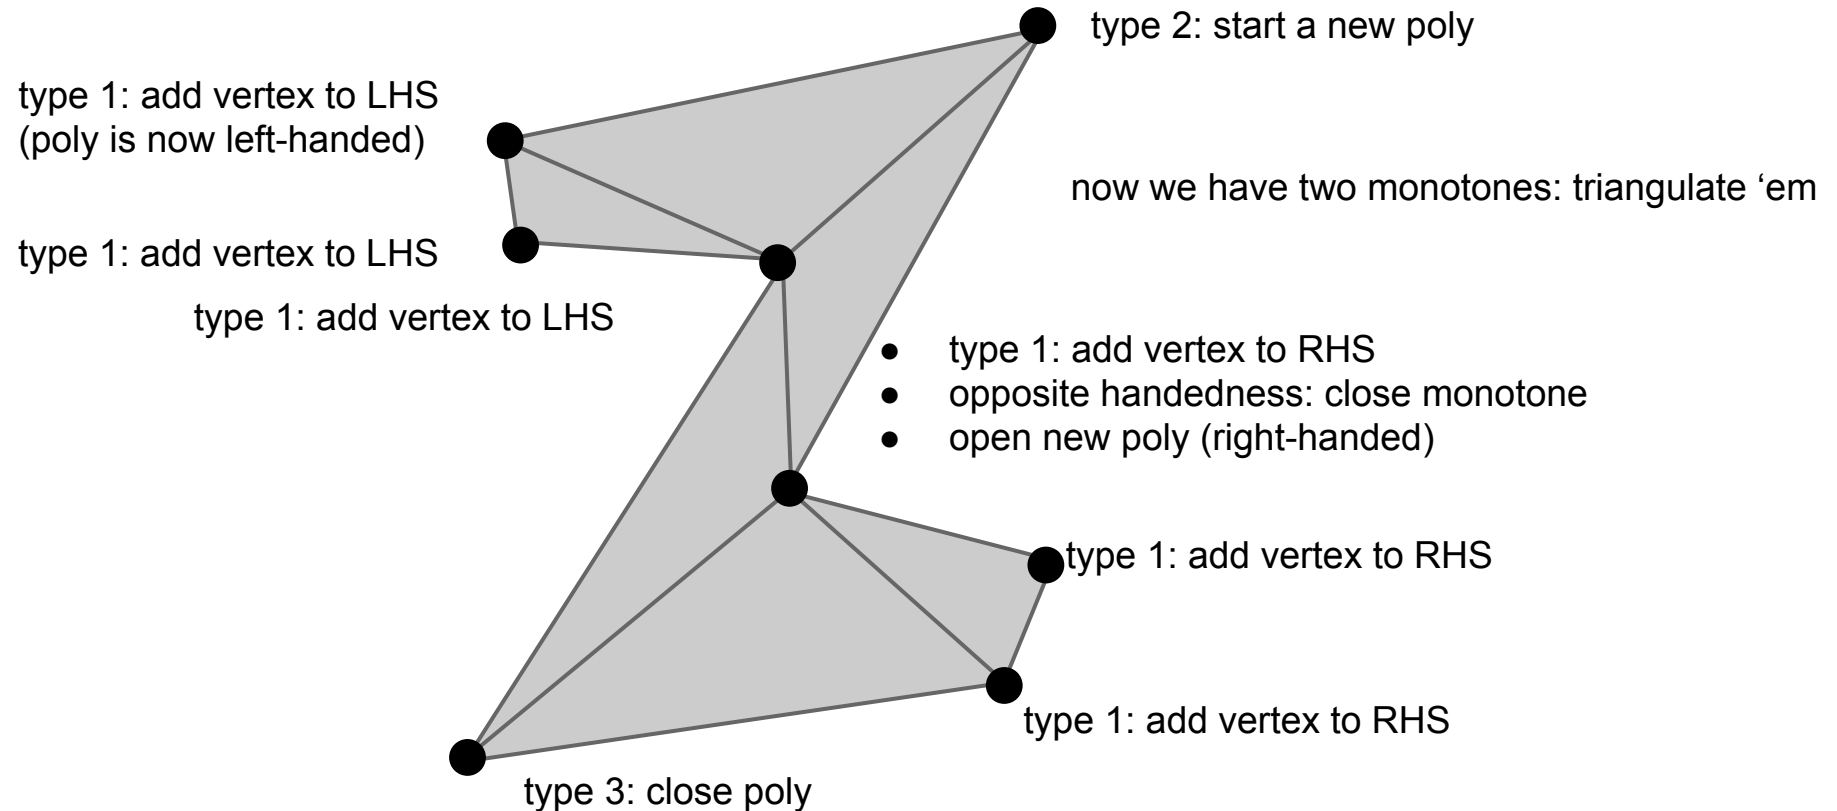 type 2: start a new poly
type 1: add vertex to LHS
(poly is now left-handed)
now we have two monotones: triangulate ‘em
type 1: add vertex to LHS
type 1: add vertex to LHS
● type 1: add vertex to RHS
● opposite handedness: close monotone
● open new poly (right-handed)
type 1: add vertex to RHS
type 1: add vertex to RHS
type 3: close poly